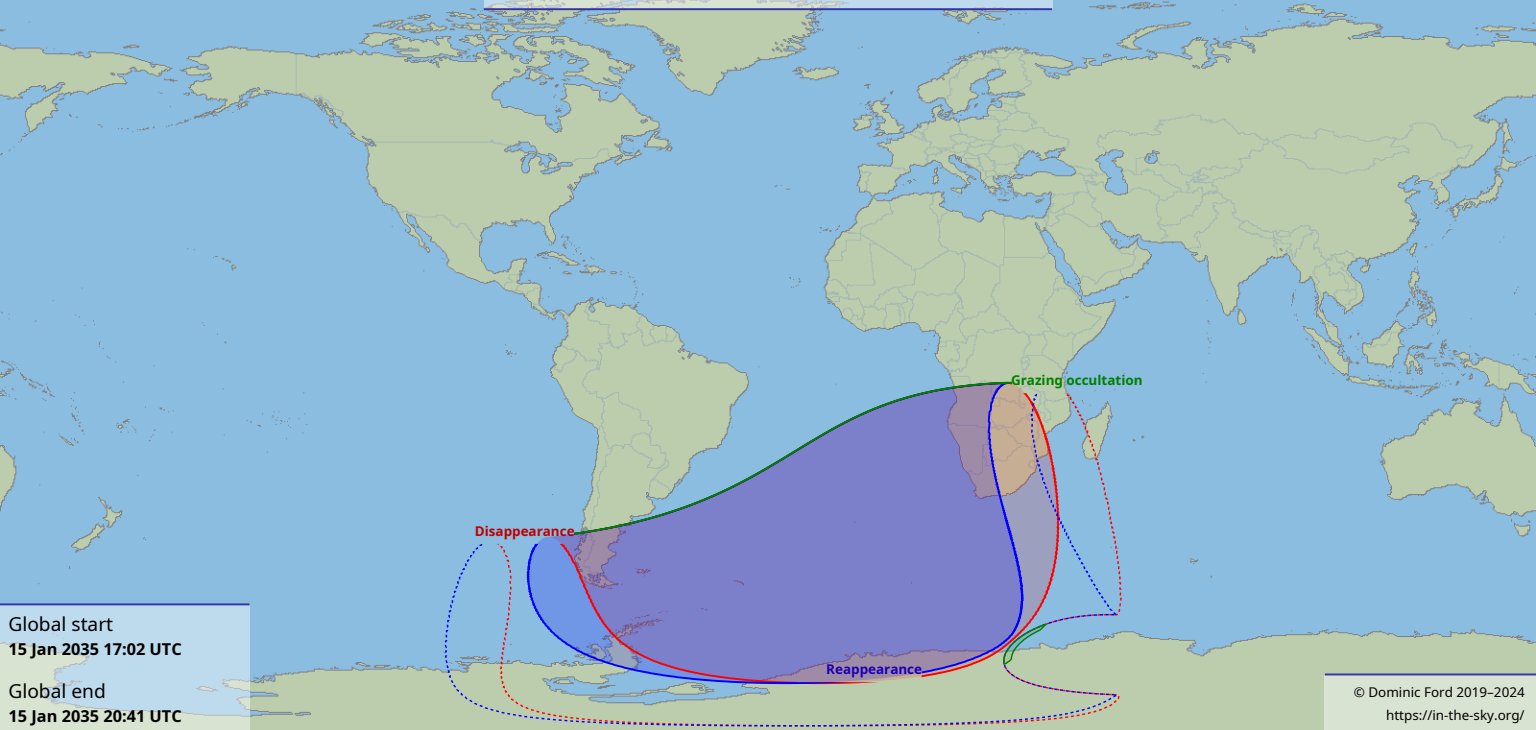 Grazing occultation
Disappearance
Reappearance
Global start
15 Jan 2035 17:02 UTC
Global end
15 Jan 2035 20:41 UTC
© Dominic Ford 2019–2024
https://in-the-sky.org/